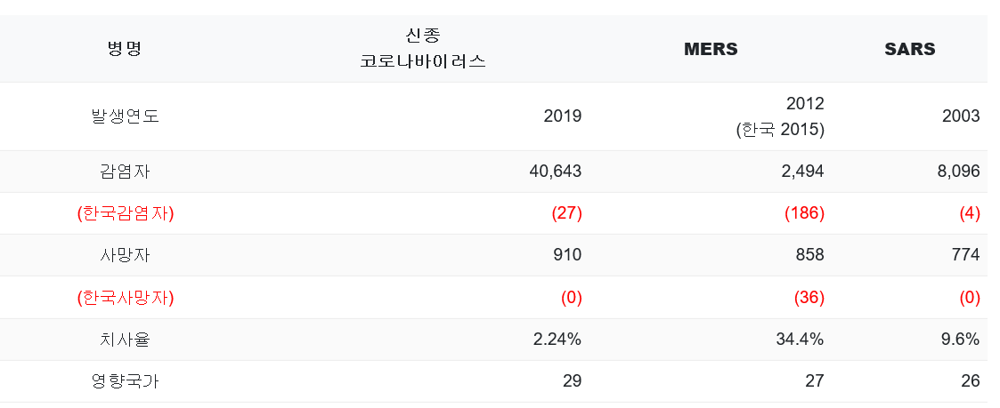 병명 신종 코로나바이러스 MERS SARS
발생연도 2019 2012 (한국 2015) 2003
감염자 40,643 2,494 8,096
(한국감염자) (27) (186) (4)
사망자 910 858 774
(한국사망자) (0) (36) (0)
치사율 2.24% 34.4% 9.6%
영향국가 29 27 26